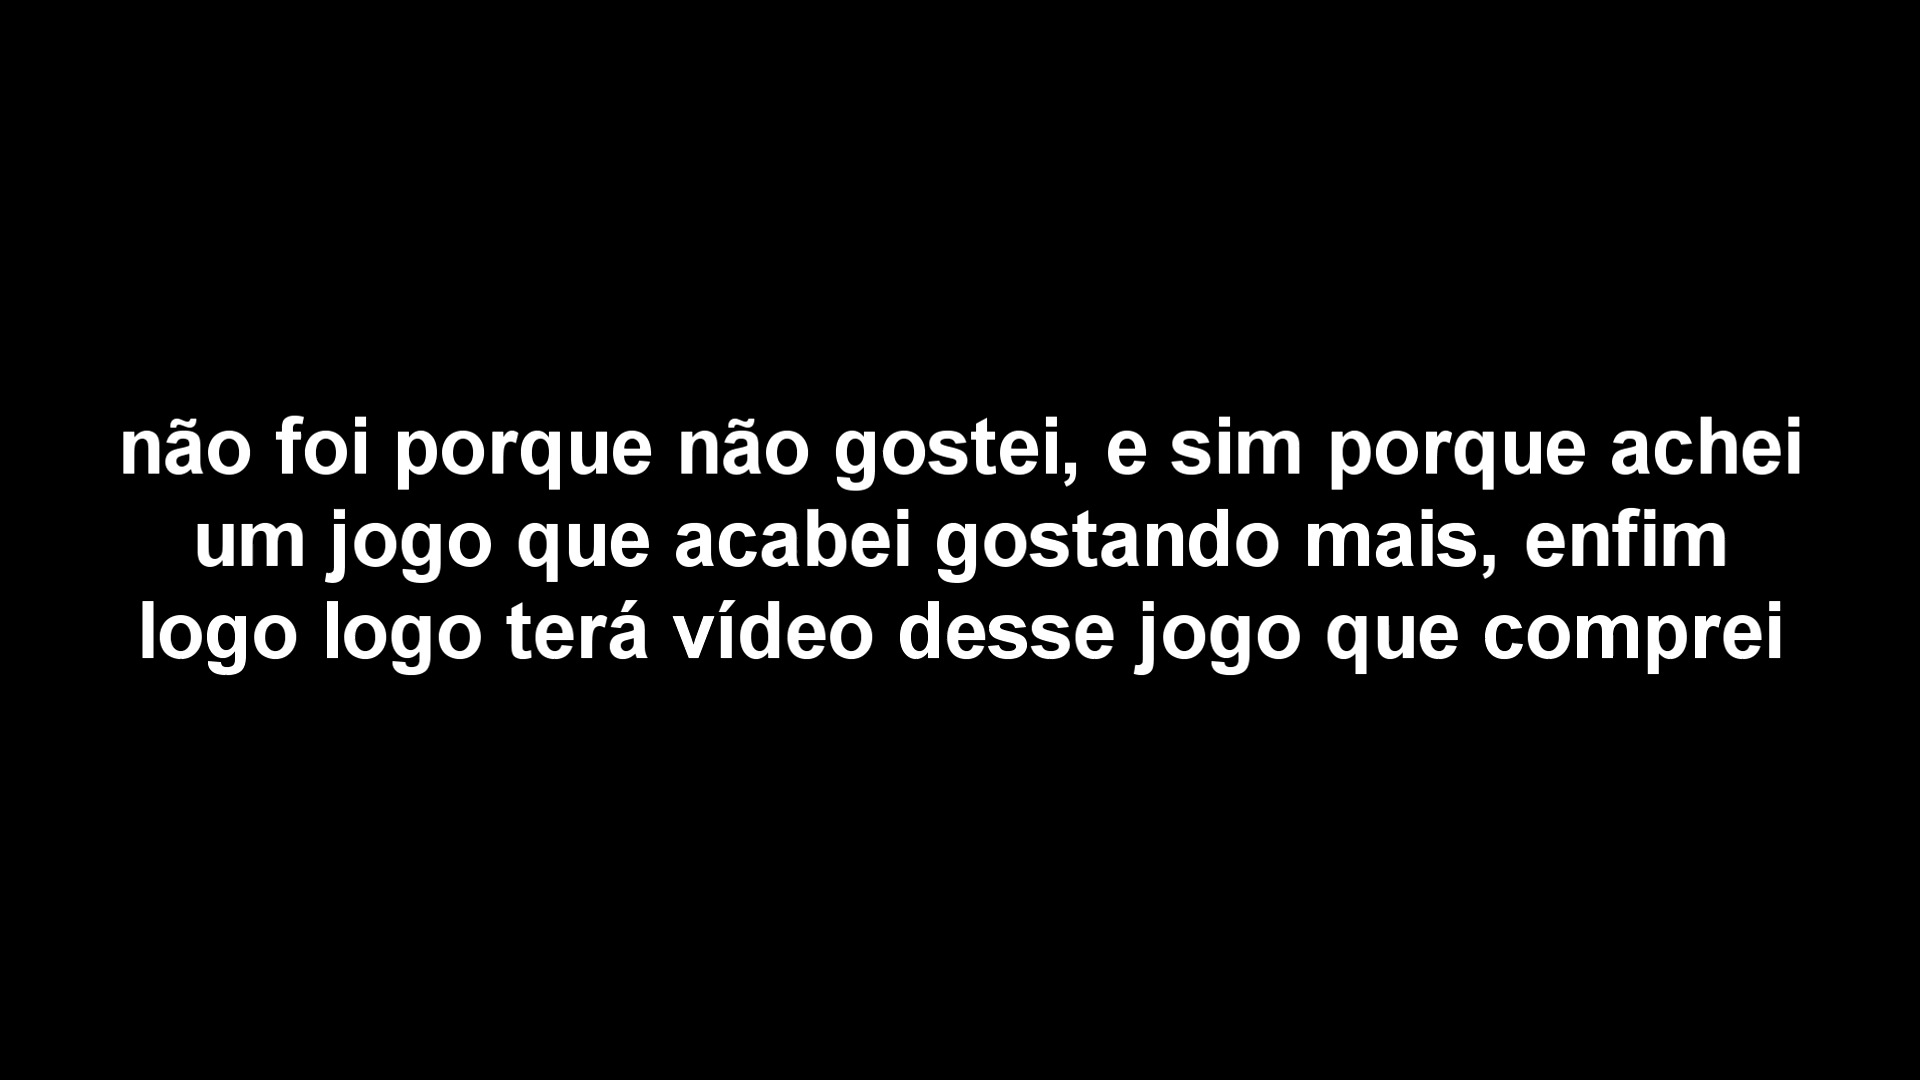 não foi porque não gostei, e sim porque achei
um jogo que acabei gostando mais, enfim
logo logo terá vídeo desse jogo que comprei